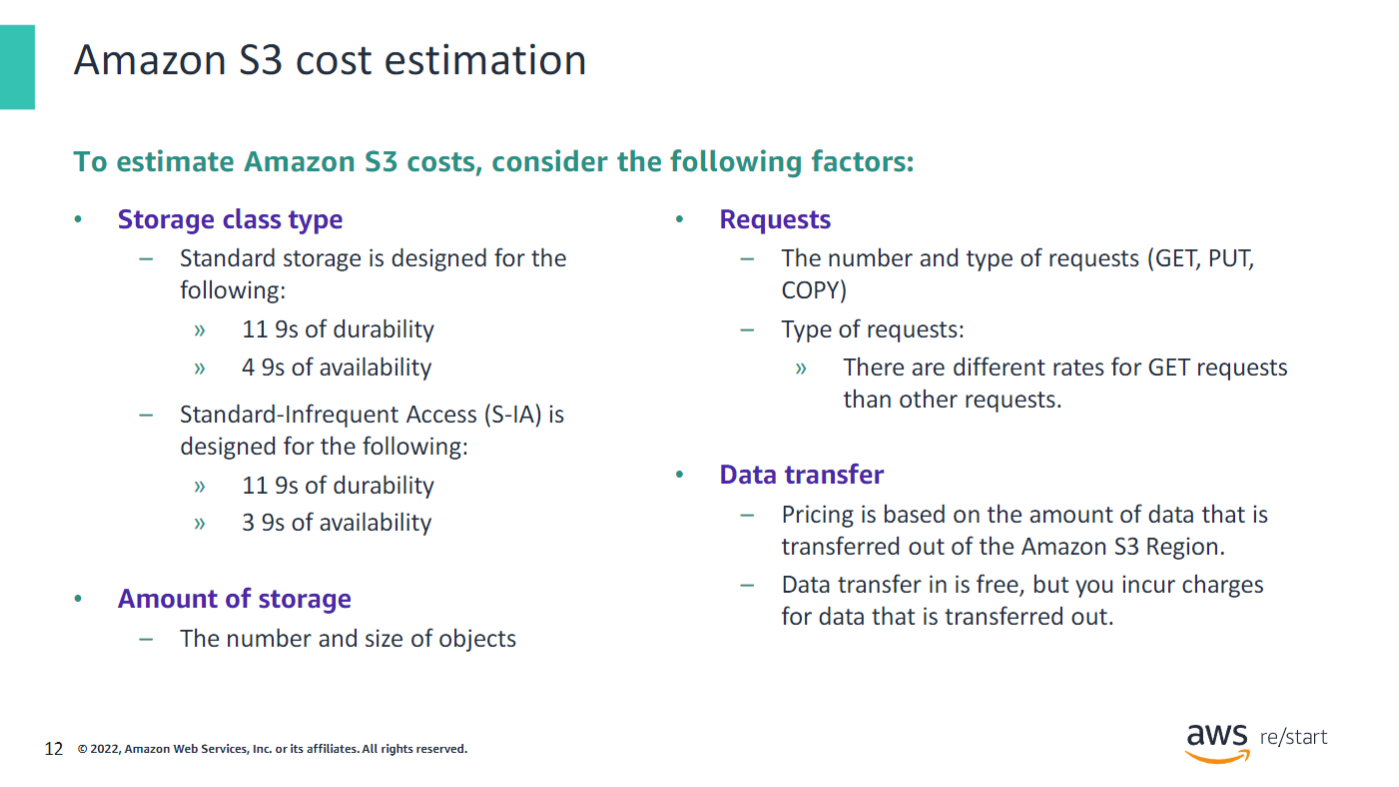 Amazon S3 cost estimation
To estimate Amazon S3 costs, consider the following factors:
• Storage class type
– Standard storage is designed for the
following:
» 11 9s of durability
» 4 9s of availability
– Standard-Infrequent Access (S-IA) is
designed for the following:
» 11 9s of durability
» 3 9s of availability
• Amount of storage
– The number and size of objects
• Requests
– The number and type of requests (GET, PUT,
COPY)
– Type of requests:
» There are different rates for GET requests
than other requests.
• Data transfer
– Pricing is based on the amount of data that is
transferred out of the Amazon S3 Region.
– Data transfer in is free, but you incur charges
for data that is transferred out.
12 © 2022, Amazon Web Services, Inc. or its affiliates. All rights reserved.
aws re/start